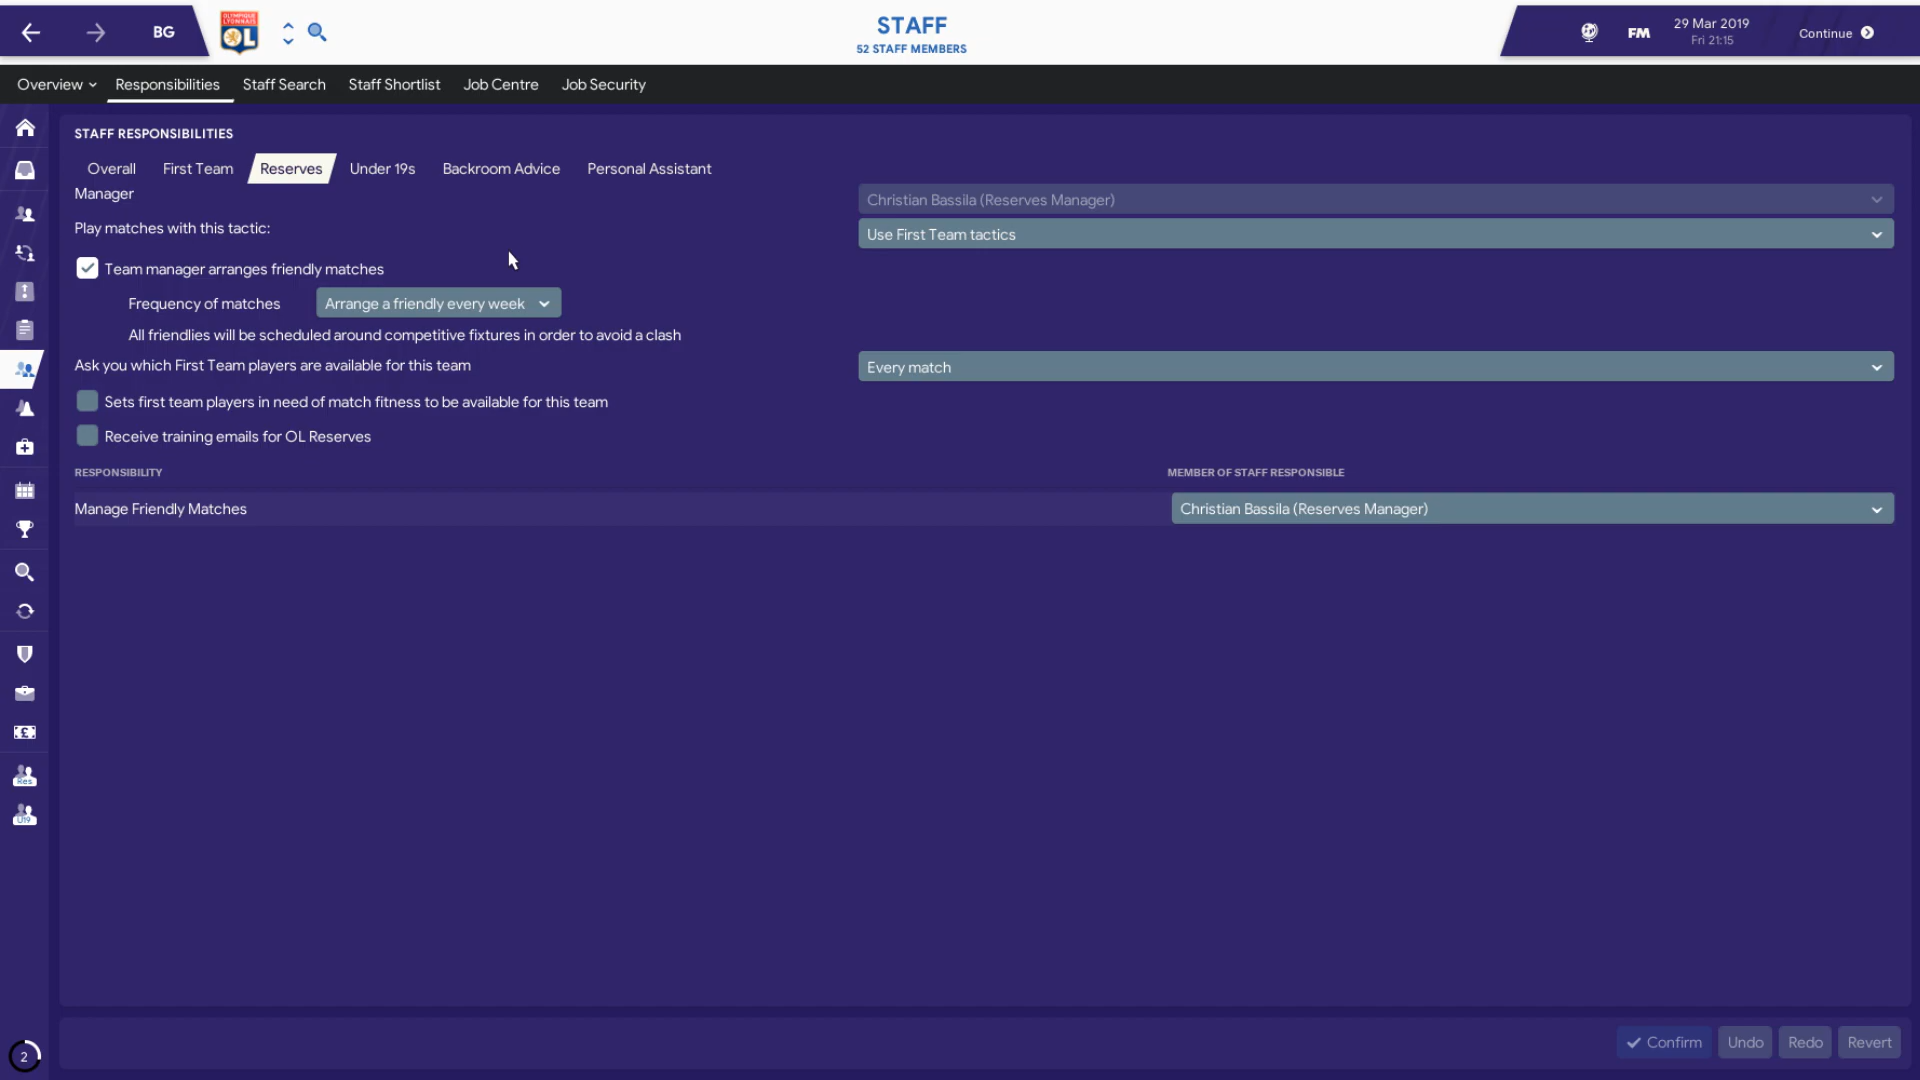 BG
OLYMPIQUE LYONNAIS
OL
STAFF
52 STAFF MEMBERS
FM
29 Mar 2019
Fri 21:15
Continue
Overview
Responsibilities
Staff Search
Staff Shortlist
Job Centre
Job Security
STAFF RESPONSIBILITIES
Overall
First Team
Reserves
Under 19s
Backroom Advice
Personal Assistant
Manager
Christian Bassila (Reserves Manager)
Play matches with this tactic:
Use First Team tactics
Team manager arranges friendly matches
Frequency of matches
Arrange a friendly every week
All friendlies will be scheduled around competitive fixtures in order to avoid a clash
Ask you which First Team players are available for this team
Every match
Sets first team players in need of match fitness to be available for this team
Receive training emails for OL Reserves
RESPONSIBILITY
MEMBER OF STAFF RESPONSIBLE
Manage Friendly Matches
Christian Bassila (Reserves Manager)
£
Res
U19
2
Confirm
Undo
Redo
Revert